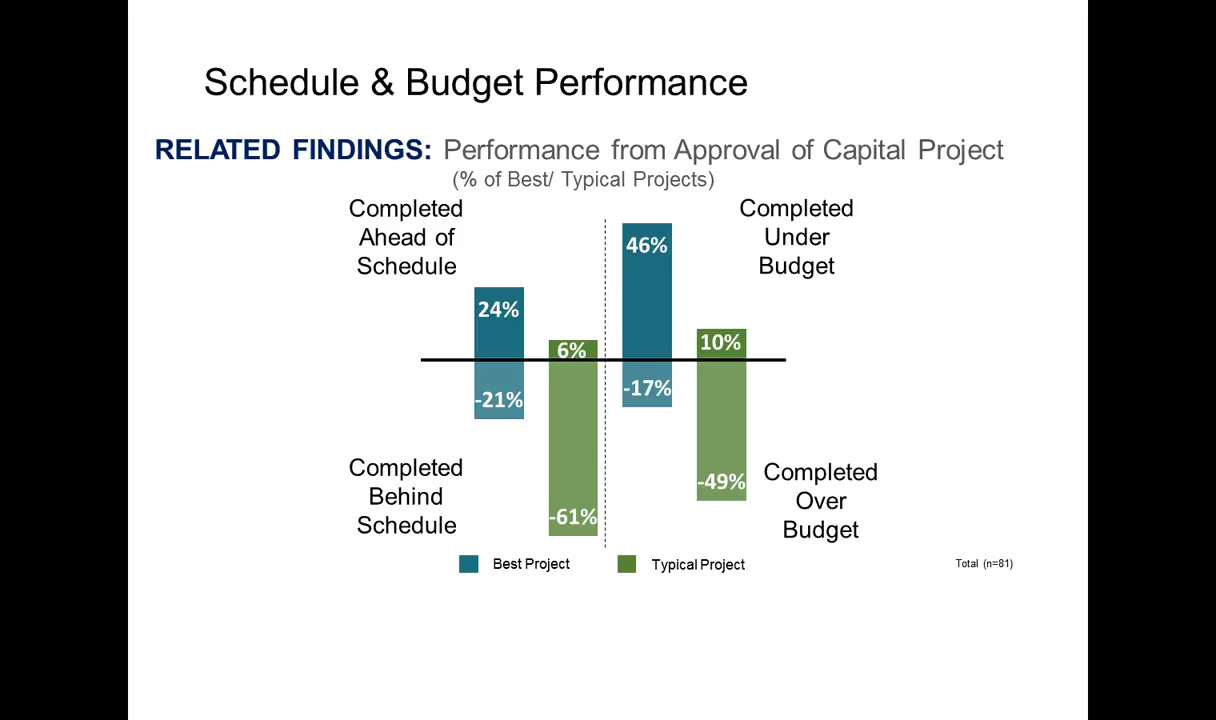 Schedule & Budget Performance
RELATED FINDINGS: Performance from Approval of Capital Project
(% of Best/ Typical Projects)
Completed
Ahead of
Schedule
Completed
Under
Budget
46%
24%
6%
10%
-21%
-17%
-61%
-49%
Completed
Behind
Schedule
Completed
Over
Budget
Best Project
Typical Project
Total (n=81)